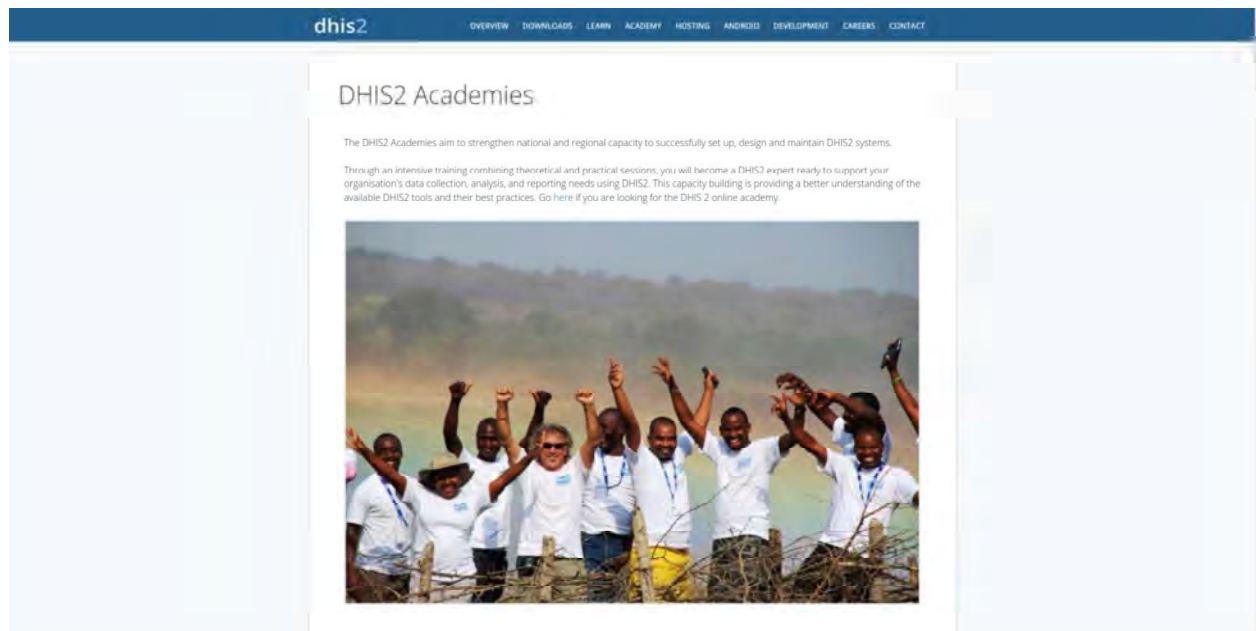 dhis2
OVERVIEW DOWNLOADS LEARN ACADEMY HOSTING ANDROID DEVELOPMENT CAREERS CONTACT
DHIS2 Academies
The DHIS2 Academies aim to strengthen national and regional capacity to successfully set up, design and maintain DHIS2 systems.
Through an intensive training combining theoretical and practical sessions, you will become a DHIS2 expert ready to support your
organisation's data collection, analysis, and reporting needs using DHIS2. This capacity building is providing a better understanding of the
available DHIS2 tools and their best practices. Go here if you are looking for the DHIS 2 online academy.